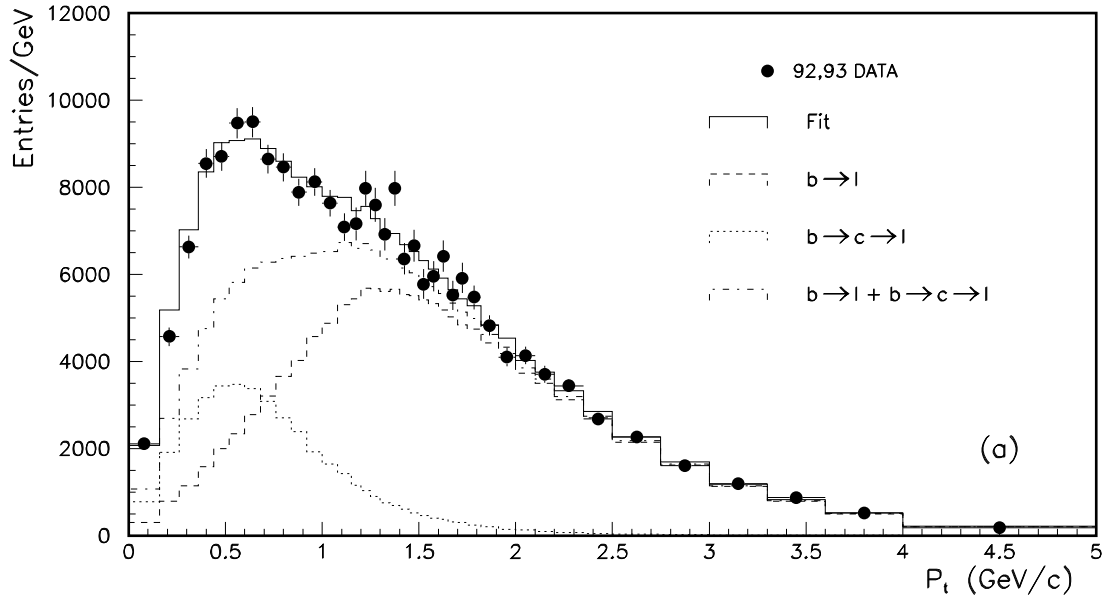 Entries/GeV
12000
10000
8000
6000
4000
2000
0
92,93 DATA
Fit
b→l
b→c→l
b→l + b→c→l
(a)
0 0.5 1 1.5 2 2.5 3 3.5 4 4.5 5
Pt (GeV/c)